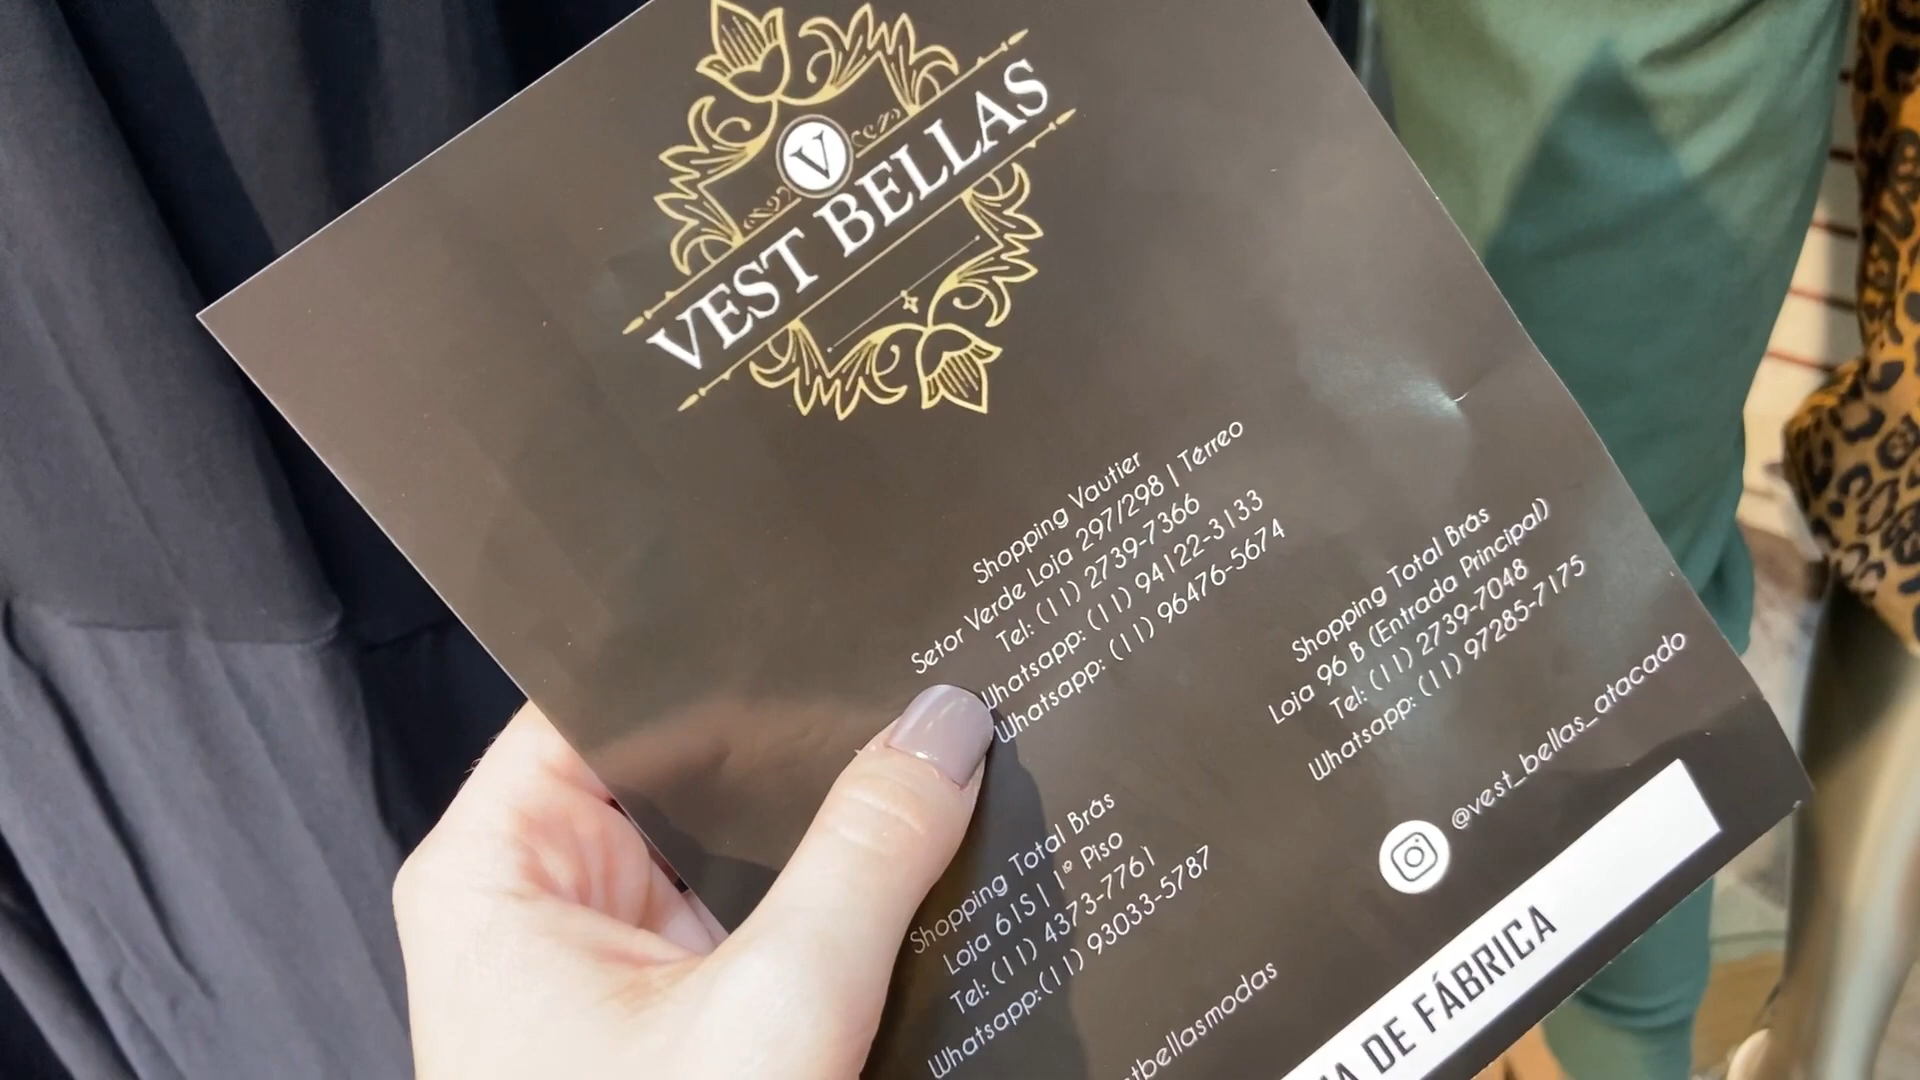 V
VEST BELLAS
Shopping Vautier
Setor Verde Loja 297/298 | Térreo
Tel: (11) 2739-7366
Whatsapp: (11) 94122-3133
Whatsapp: (11) 96476-5674
Shopping Total Brás
Loja 96 B (Entrada Principal)
Tel: (11) 2739-7048
Whatsapp: (11) 97285-7175
@vest_bellas_atacado
Shopping Total Brás
Loja 615 | 1º Piso
Tel: (11) 4373-7761
Whatsapp:(11) 93033-5787
stbellasmodas
DE FÁBRICA